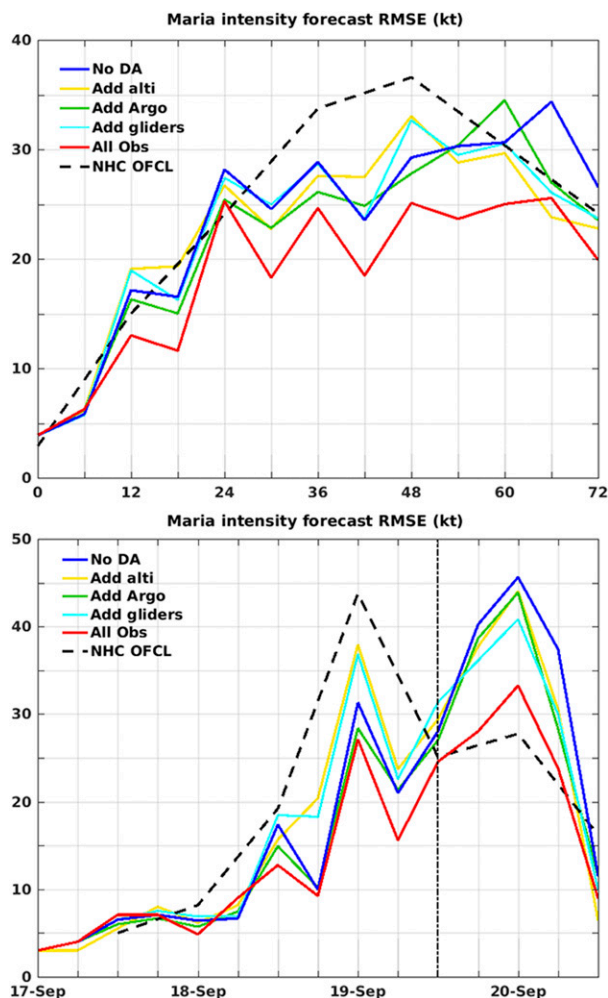 Maria intensity forecast RMSE (kt)
40
30
20
10
0
No DA
Add alti
Add Argo
Add gliders
All Obs
NHC OFCL
0 12 24 36 48 60 72
Maria intensity forecast RMSE (kt)
50
40
30
20
10
0
No DA
Add alti
Add Argo
Add gliders
All Obs
NHC OFCL
17-Sep 18-Sep 19-Sep 20-Sep